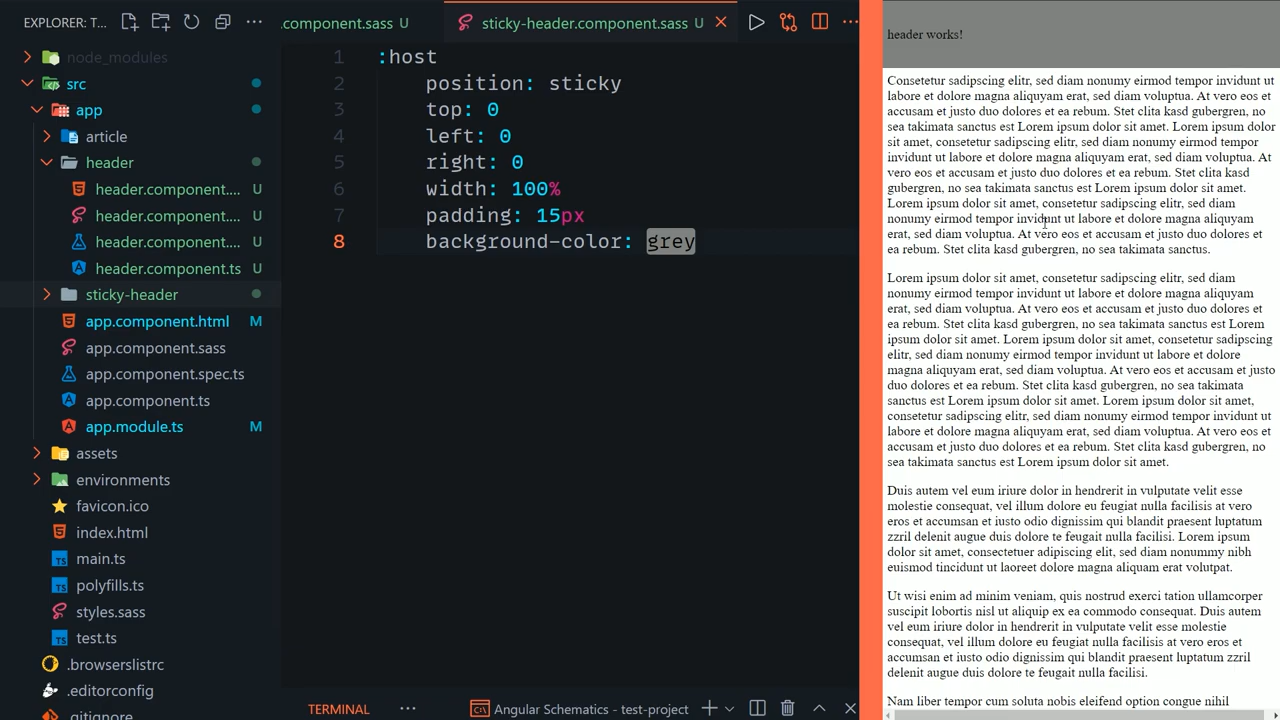 EXPLORER: T...
node_modules
src
app
article
header
header.component.... U
header.component.... U
header.component.... U
header.component.ts U
sticky-header
app.component.html M
app.component.sass
app.component.spec.ts
app.component.ts
app.module.ts M
assets
environments
favicon.ico
index.html
main.ts
polyfills.ts
styles.sass
test.ts
.browserslistrc
.editorconfig
.gitignore
.component.sass U
sticky-header.component.sass U
1 :host
2 position: sticky
3 top: 0
4 left: 0
5 right: 0
6 width: 100%
7 padding: 15px
8 background-color: grey
TERMINAL
Angular Schematics - test-project
header works!
Consetetur sadipscing elitr, sed diam nonumy eirmod tempor invidunt ut
labore et dolore magna aliquyam erat, sed diam voluptua. At vero eos et
accusam et justo duo dolores et ea rebum. Stet clita kasd gubergren, no
sea takimata sanctus est Lorem ipsum dolor sit amet. Lorem ipsum dolor
sit amet, consetetur sadipscing elitr, sed diam nonumy eirmod tempor
invidunt ut labore et dolore magna aliquyam erat, sed diam voluptua. At
vero eos et accusam et justo duo dolores et ea rebum. Stet clita kasd
gubergren, no sea takimata sanctus est Lorem ipsum dolor sit amet.
Lorem ipsum dolor sit amet, consetetur sadipscing elitr, sed diam
nonumy eirmod tempor invidunt ut labore et dolore magna aliquyam
erat, sed diam voluptua. At vero eos et accusam et justo duo dolores et
ea rebum. Stet clita kasd gubergren, no sea takimata sanctus.
Lorem ipsum dolor sit amet, consetetur sadipscing elitr, sed diam
nonumy eirmod tempor invidunt ut labore et dolore magna aliquyam
erat, sed diam voluptua. At vero eos et accusam et justo duo dolores et
ea rebum. Stet clita kasd gubergren, no sea takimata sanctus est Lorem
ipsum dolor sit amet. Lorem ipsum dolor sit amet, consetetur sadipscing
elitr, sed diam nonumy eirmod tempor invidunt ut labore et dolore
magna aliquyam erat, sed diam voluptua. At vero eos et accusam et justo
duo dolores et ea rebum. Stet clita kasd gubergren, no sea takimata
sanctus est Lorem ipsum dolor sit amet. Lorem ipsum dolor sit amet,
consetetur sadipscing elitr, sed diam nonumy eirmod tempor invidunt ut
labore et dolore magna aliquyam erat, sed diam voluptua. At vero eos et
accusam et justo duo dolores et ea rebum. Stet clita kasd gubergren, no
sea takimata sanctus est Lorem ipsum dolor sit amet.
Duis autem vel eum iriure dolor in hendrerit in vulputate velit esse
molestie consequat, vel illum dolore eu feugiat nulla facilisis at vero
eros et accumsan et iusto odio dignissim qui blandit praesent luptatum
zzril delenit augue duis dolore te feugait nulla facilisi. Lorem ipsum
dolor sit amet, consectetuer adipiscing elit, sed diam nonummy nibh
euismod tincidunt ut laoreet dolore magna aliquam erat volutpat.
Ut wisi enim ad minim veniam, quis nostrud exerci tation ullamcorper
suscipit lobortis nisl ut aliquip ex ea commodo consequat. Duis autem
vel eum iriure dolor in hendrerit in vulputate velit esse molestie
consequat, vel illum dolore eu feugiat nulla facilisis at vero eros et
accumsan et iusto odio dignissim qui blandit praesent luptatum zzril
delenit augue duis dolore te feugait nulla facilisi.
Nam liber tempor cum soluta nobis eleifend option congue nihil